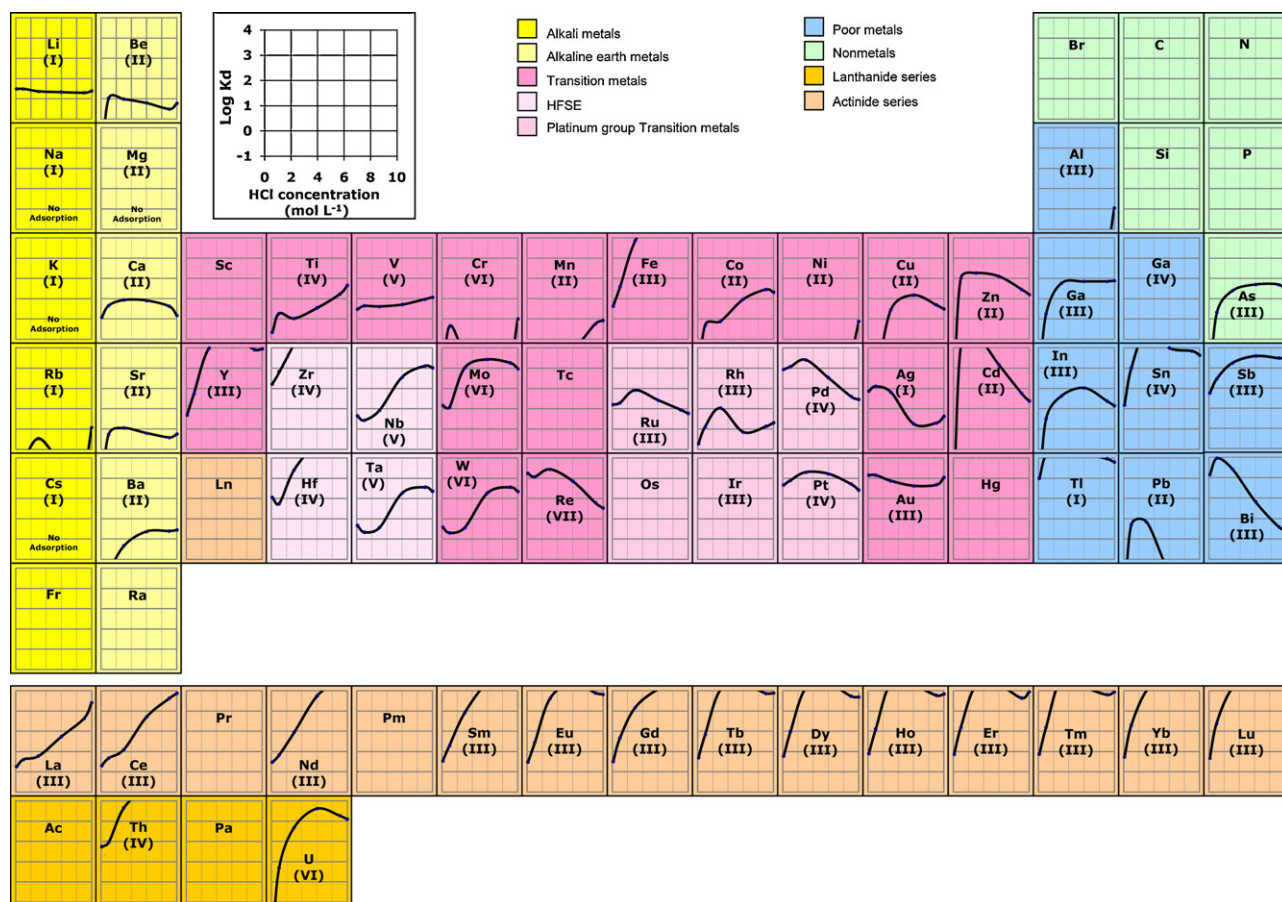 Li
(I)
Be
(II)
4
3
2
1
0
-1
Log Kd
0 2 4 6 8 10
HCl concentration
(mol L-1)
Alkali metals
Alkaline earth metals
Transition metals
HFSE
Platinum group Transition metals
Poor metals
Nonmetals
Lanthanide series
Actinide series
Br
C
N
Na
(I)
No
Adsorption
Mg
(II)
No
Adsorption
Al
(III)
Si
P
K
(I)
No
Adsorption
Ca
(II)
Sc
Ti
(IV)
V
(V)
Cr
(VI)
Mn
(II)
Fe
(III)
Co
(II)
Ni
(II)
Cu
(II)
Zn
(II)
Ga
(III)
Ga
(IV)
As
(III)
Rb
(I)
Sr
(II)
Y
(III)
Zr
(IV)
Nb
(V)
Mo
(VI)
Tc
Ru
(III)
Rh
(III)
Pd
(IV)
Ag
(I)
Cd
(II)
In
(III)
Sn
(IV)
Sb
(III)
Cs
(I)
No
Adsorption
Ba
(II)
Ln
Hf
(IV)
Ta
(V)
W
(VI)
Re
(VII)
Os
Ir
(III)
Pt
(IV)
Au
(III)
Hg
Tl
(I)
Pb
(II)
Bi
(III)
Fr
Ra
La
(III)
Ce
(III)
Pr
Nd
(III)
Pm
Sm
(III)
Eu
(III)
Gd
(III)
Tb
(III)
Dy
(III)
Ho
(III)
Er
(III)
Tm
(III)
Yb
(III)
Lu
(III)
Ac
Th
(IV)
Pa
U
(VI)